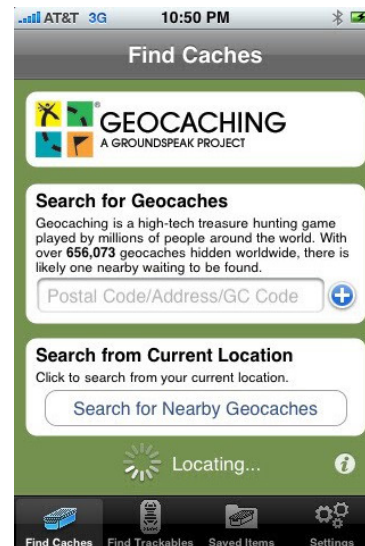 AT&T 3G 10:50 PM
Find Caches
GEOCACHING
A GROUNDSPEAK PROJECT
Search for Geocaches
Geocaching is a high-tech treasure hunting game
played by millions of people around the world. With
over 656,073 geocaches hidden worldwide, there is
likely one nearby waiting to be found.
Postal Code/Address/GC Code
Search from Current Location
Click to search from your current location.
Search for Nearby Geocaches
Locating...
Find Caches Find Trackables Saved Items Settings